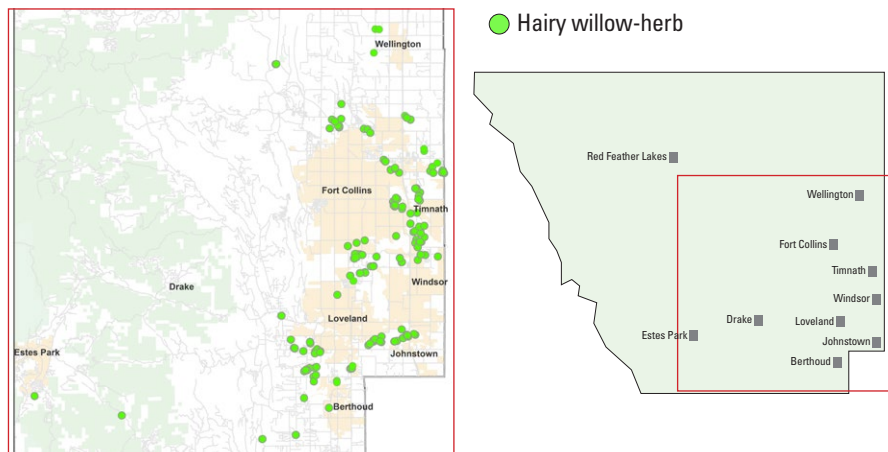 Wellington
Fort Collins
Timnath
Drake
Windsor
Loveland
Estes Park
Johnstown
Berthoud
Hairy willow-herb
Red Feather Lakes
Wellington
Fort Collins
Timnath
Windsor
Drake
Loveland
Estes Park
Johnstown
Berthoud